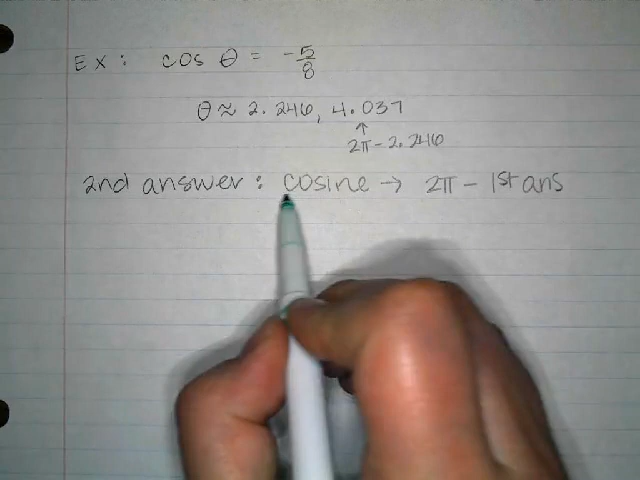 Ex: cos θ = -5/8
θ ≈ 2.246, 4.037
↑
2π - 2.246
2nd answer: cosine → 2π - 1st ans